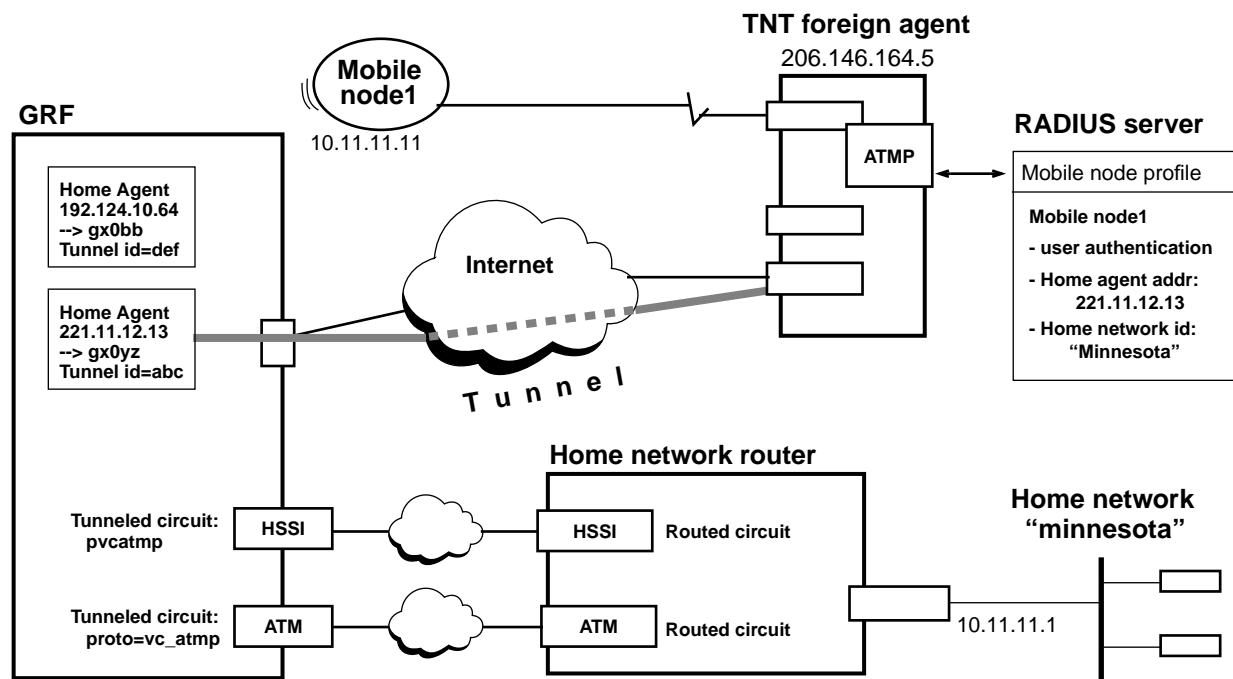 TNT foreign agent
206.146.164.5
Mobile
node1
10.11.11.11
GRF
RADIUS server
ATMP
Mobile node profile
Mobile node1
- user authentication
- Home agent addr:
221.11.12.13
- Home network id:
“Minnesota”
Home Agent
192.124.10.64
--> gx0bb
Tunnel id=def
Internet
Home Agent
221.11.12.13
--> gx0yz
Tunnel id=abc
Tunnel
Home network router
Home network
“minnesota”
Tunneled circuit:
pvcatmp
HSSI
HSSI
Routed circuit
Tunneled circuit:
proto=vc_atmp
ATM
ATM
Routed circuit
10.11.11.1